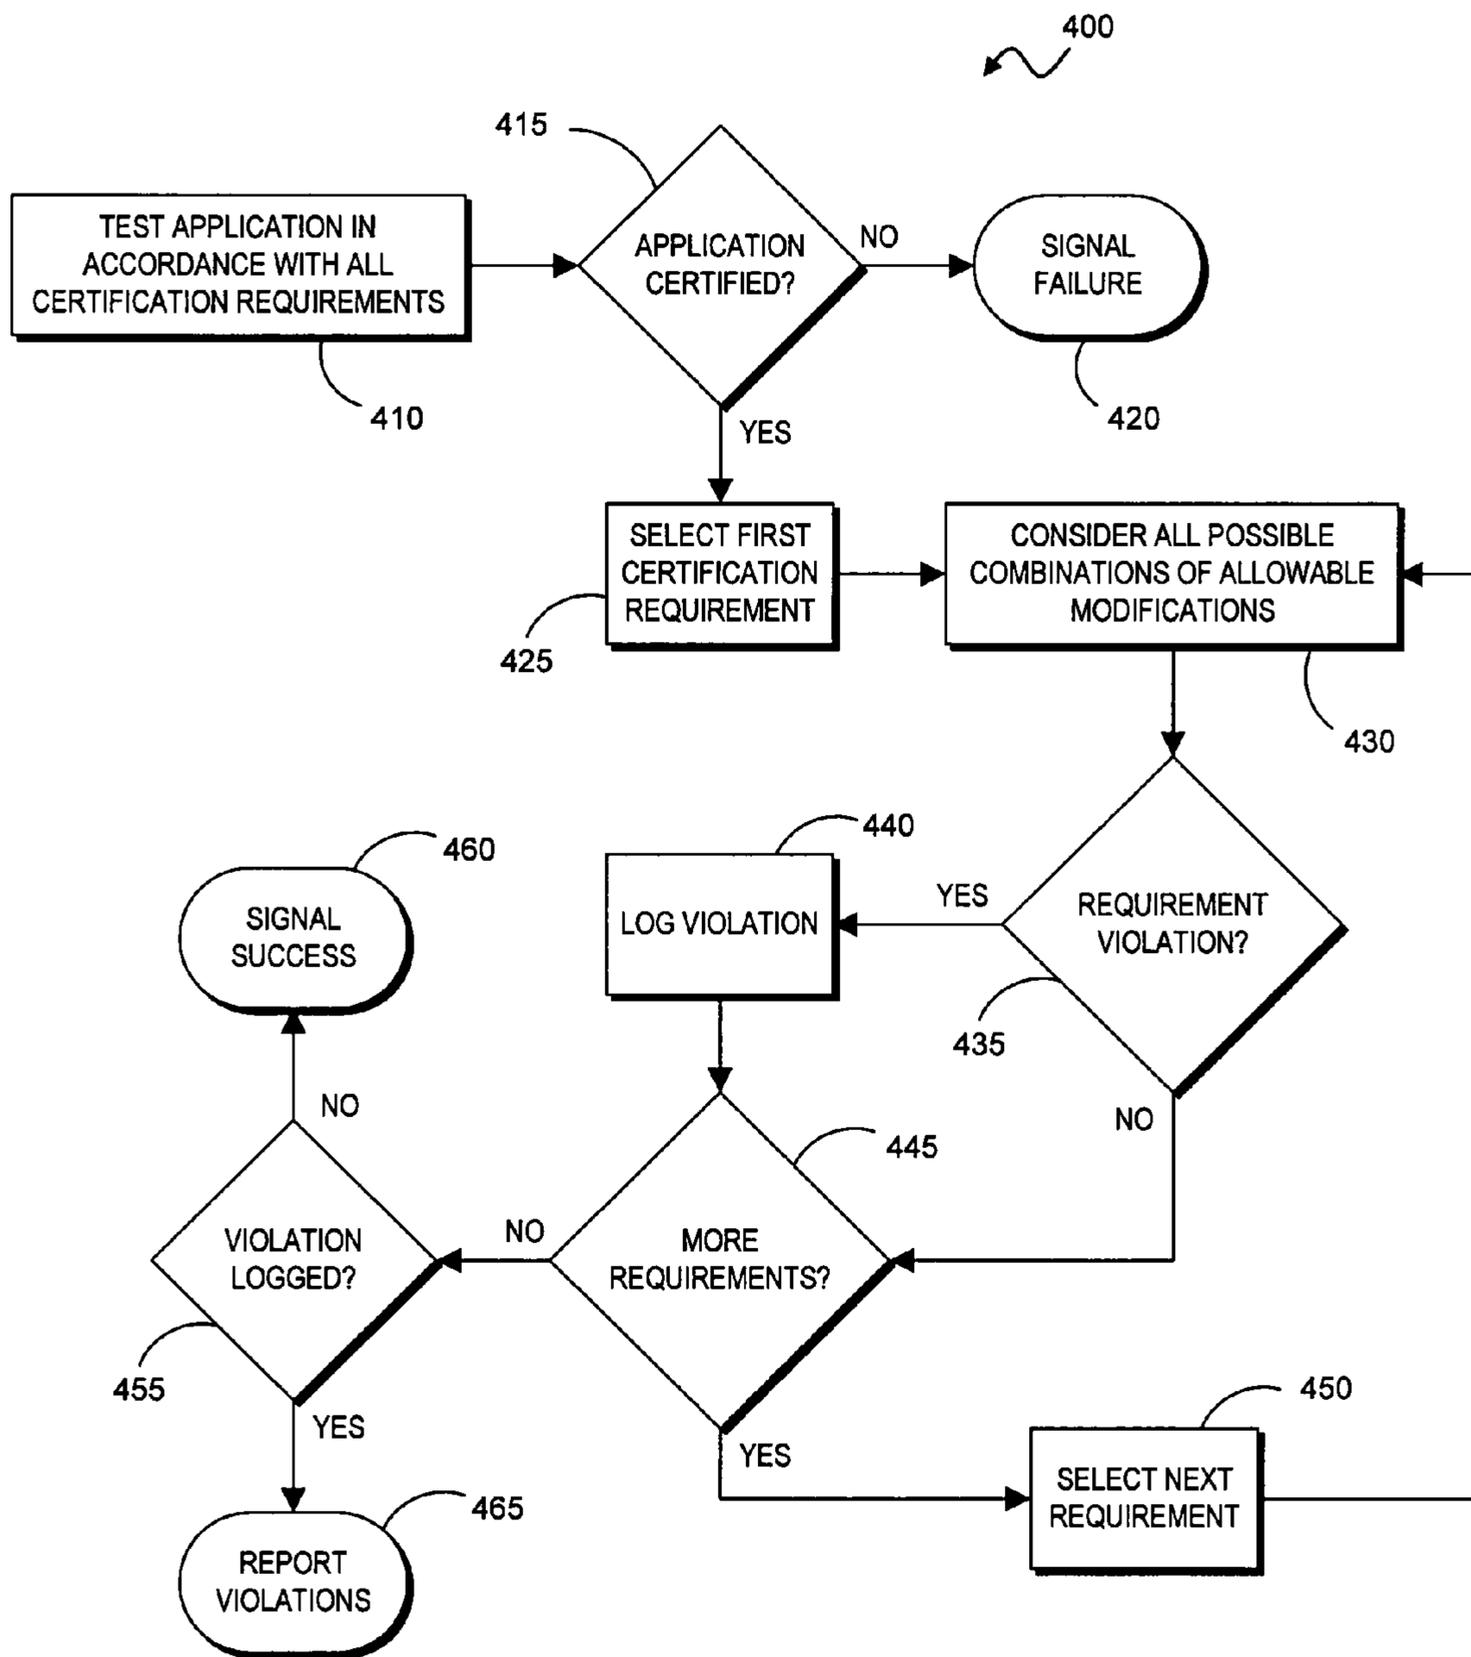 400
415
TEST APPLICATION IN
ACCORDANCE WITH ALL
CERTIFICATION REQUIREMENTS
410
APPLICATION
CERTIFIED?
NO
SIGNAL
FAILURE
420
YES
SELECT FIRST
CERTIFICATION
REQUIREMENT
425
CONSIDER ALL POSSIBLE
COMBINATIONS OF ALLOWABLE
MODIFICATIONS
430
REQUIREMENT
VIOLATION?
435
YES
440
LOG VIOLATION
NO
460
SIGNAL
SUCCESS
NO
445
MORE
REQUIREMENTS?
NO
VIOLATION
LOGGED?
455
YES
YES
450
SELECT NEXT
REQUIREMENT
465
REPORT
VIOLATIONS